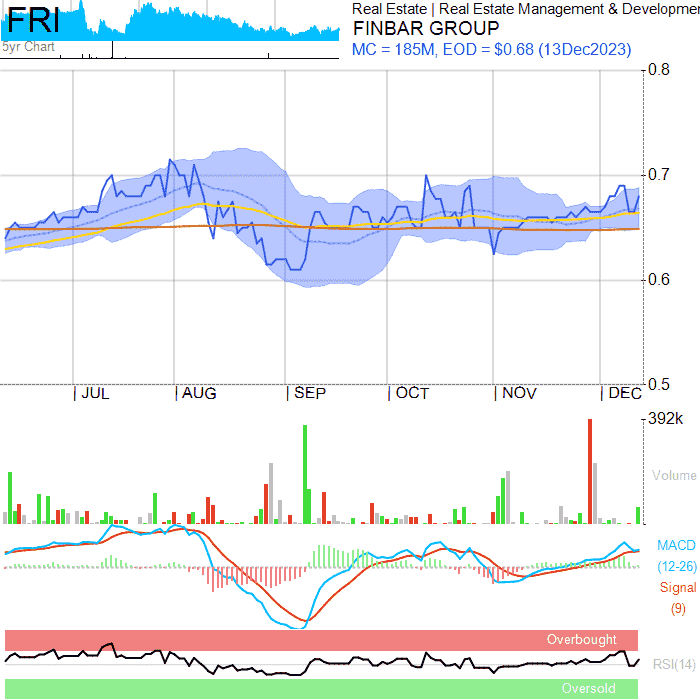 FRI
5yr Chart
Real Estate | Real Estate Management & Developmen
FINBAR GROUP
MC = 185M, EOD = $0.68 (13Dec2023)
0.8
0.7
0.6
0.5
| JUL | AUG | SEP | OCT | NOV | DEC
392k
Volume
MACD
(12-26)
Signal
(9)
Overbought
RSI(14)
Oversold